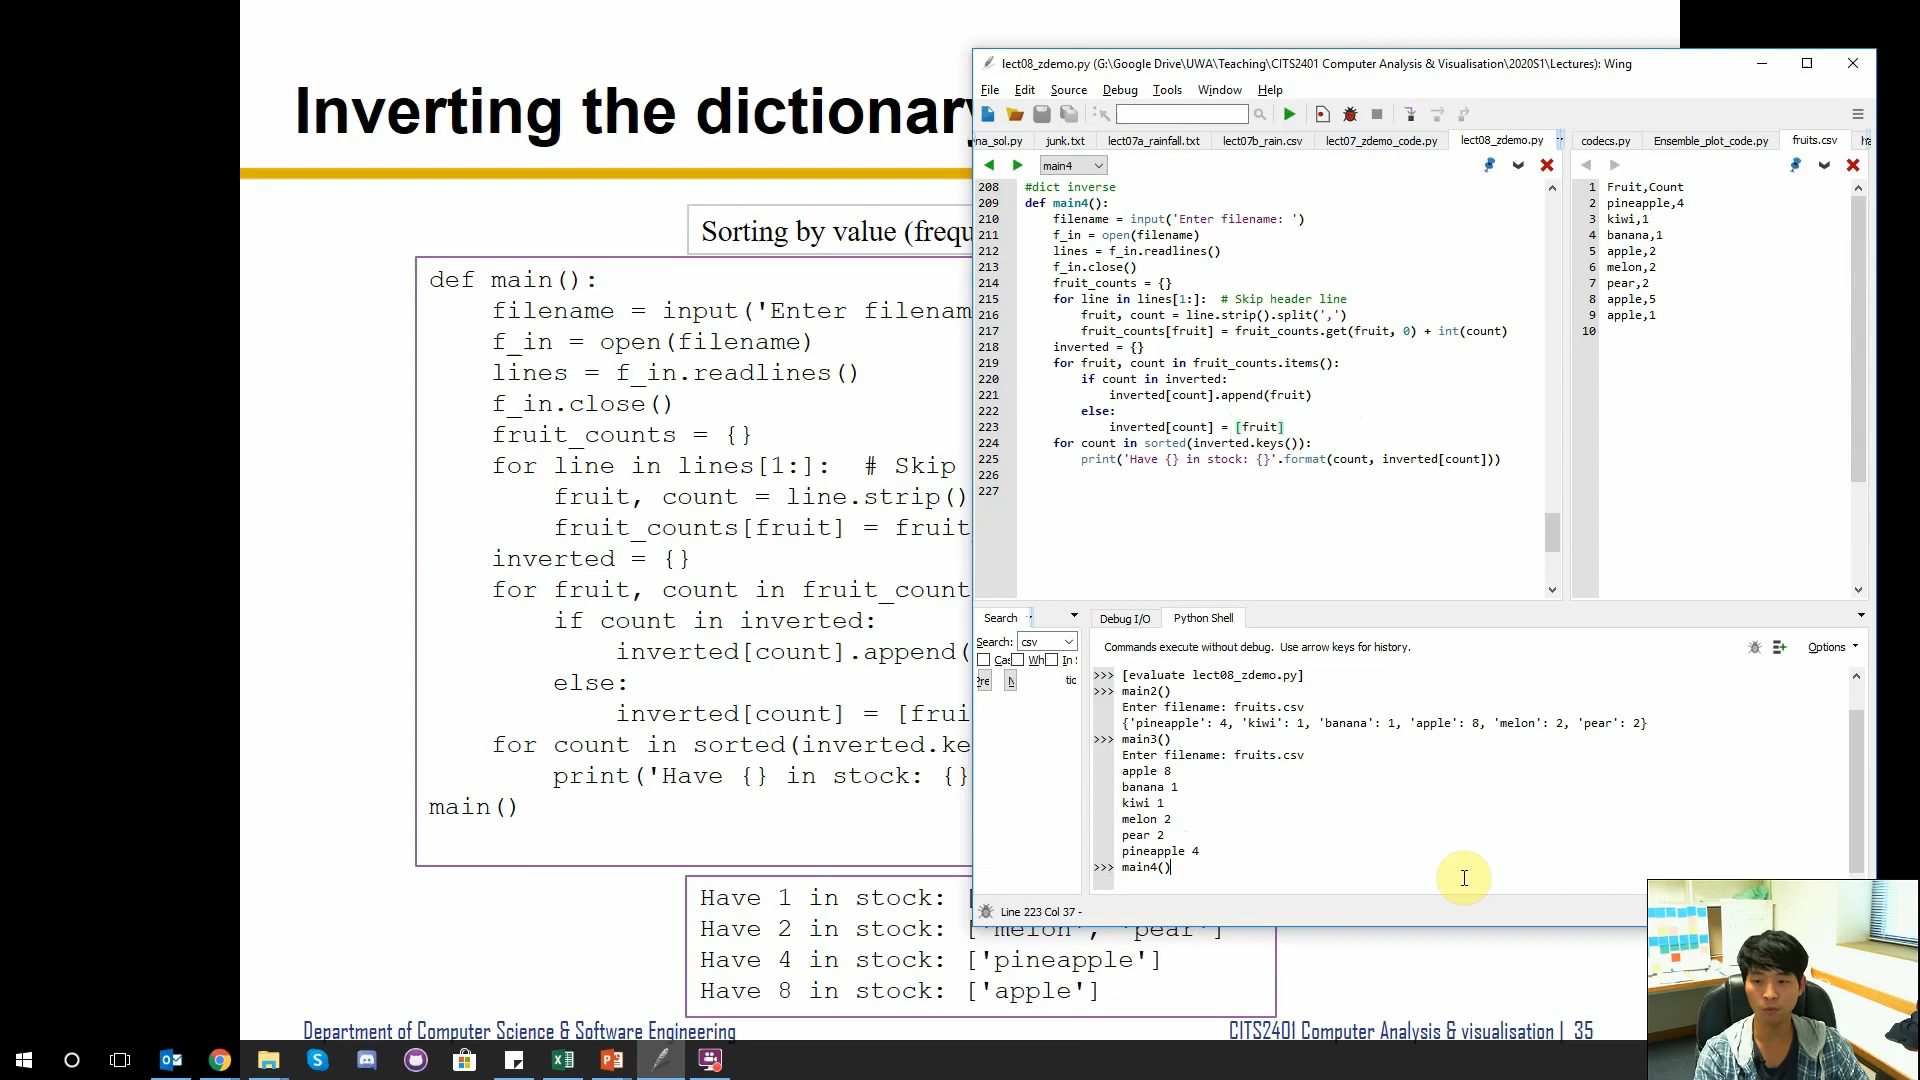 Inverting the dictionary
Sorting by value (frequ
def main():
filename = input('Enter filenam
f_in = open(filename)
lines = f_in.readlines()
f_in.close()
fruit_counts = {}
for line in lines[1:]:  # Skip
fruit, count = line.strip()
fruit_counts[fruit] = fruit
inverted = {}
for fruit, count in fruit_count
if count in inverted:
inverted[count].append(
else:
inverted[count] = [frui
for count in sorted(inverted.ke
print('Have {} in stock: {}
main()
Have 1 in stock: [
Have 2 in stock: ['melon', 'pear']
Have 4 in stock: ['pineapple']
Have 8 in stock: ['apple']
Department of Computer Science & Software Engineering
CITS2401 Computer Analysis & visualisation | 35
lect08_zdemo.py (G:\Google Drive\UWA\Teaching\CITS2401 Computer Analysis & Visualisation\2020S1\Lectures): Wing
File Edit Source Debug Tools Window Help
na_sol.py junk.txt lect07a_rainfall.txt lect07b_rain.csv lect07_zdemo_code.py lect08_zdemo.py
main4
208 #dict inverse
209 def main4():
210 filename = input('Enter filename: ')
211 f_in = open(filename)
212 lines = f_in.readlines()
213 f_in.close()
214 fruit_counts = {}
215 for line in lines[1:]:  # Skip header line
216 fruit, count = line.strip().split(',')
217 fruit_counts[fruit] = fruit_counts.get(fruit, 0) + int(count)
218 inverted = {}
219 for fruit, count in fruit_counts.items():
220 if count in inverted:
221 inverted[count].append(fruit)
222 else:
223 inverted[count] = [fruit]
224 for count in sorted(inverted.keys()):
225 print('Have {} in stock: {}'.format(count, inverted[count]))
226
227
codecs.py Ensemble_plot_code.py fruits.csv
1 Fruit,Count
2 pineapple,4
3 kiwi,1
4 banana,1
5 apple,2
6 melon,2
7 pear,2
8 apple,5
9 apple,1
10
Search
Search: csv
Cas Wh In S
Pre N tic
Debug I/O Python Shell
Commands execute without debug. Use arrow keys for history.
Options
>>> [evaluate lect08_zdemo.py]
>>> main2()
Enter filename: fruits.csv
{'pineapple': 4, 'kiwi': 1, 'banana': 1, 'apple': 8, 'melon': 2, 'pear': 2}
>>> main3()
Enter filename: fruits.csv
apple 8
banana 1
kiwi 1
melon 2
pear 2
pineapple 4
>>> main4()
Line 223 Col 37 -